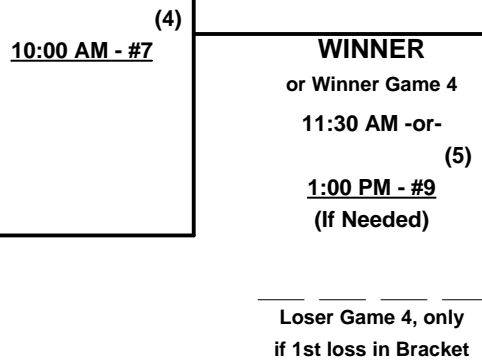 (4)
10:00 AM - #7
WINNER
or Winner Game 4
11:30 AM -or-
(5)
1:00 PM - #9
(If Needed)
Loser Game 4, only
if 1st loss in Bracket